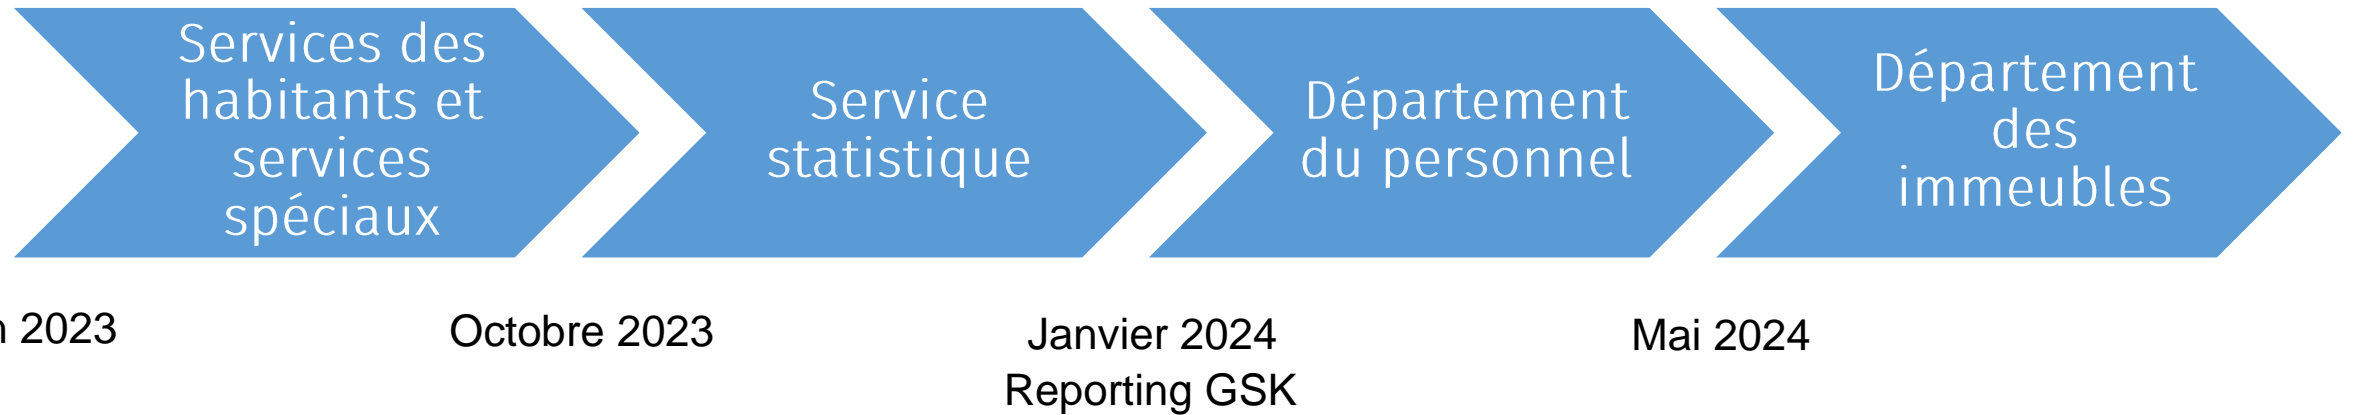 Services des
habitants et
services
spéciaux
Service
statistique
Département
du personnel
Département
des
immeubles
2023
Octobre 2023
Janvier 2024
Reporting GSK
Mai 2024